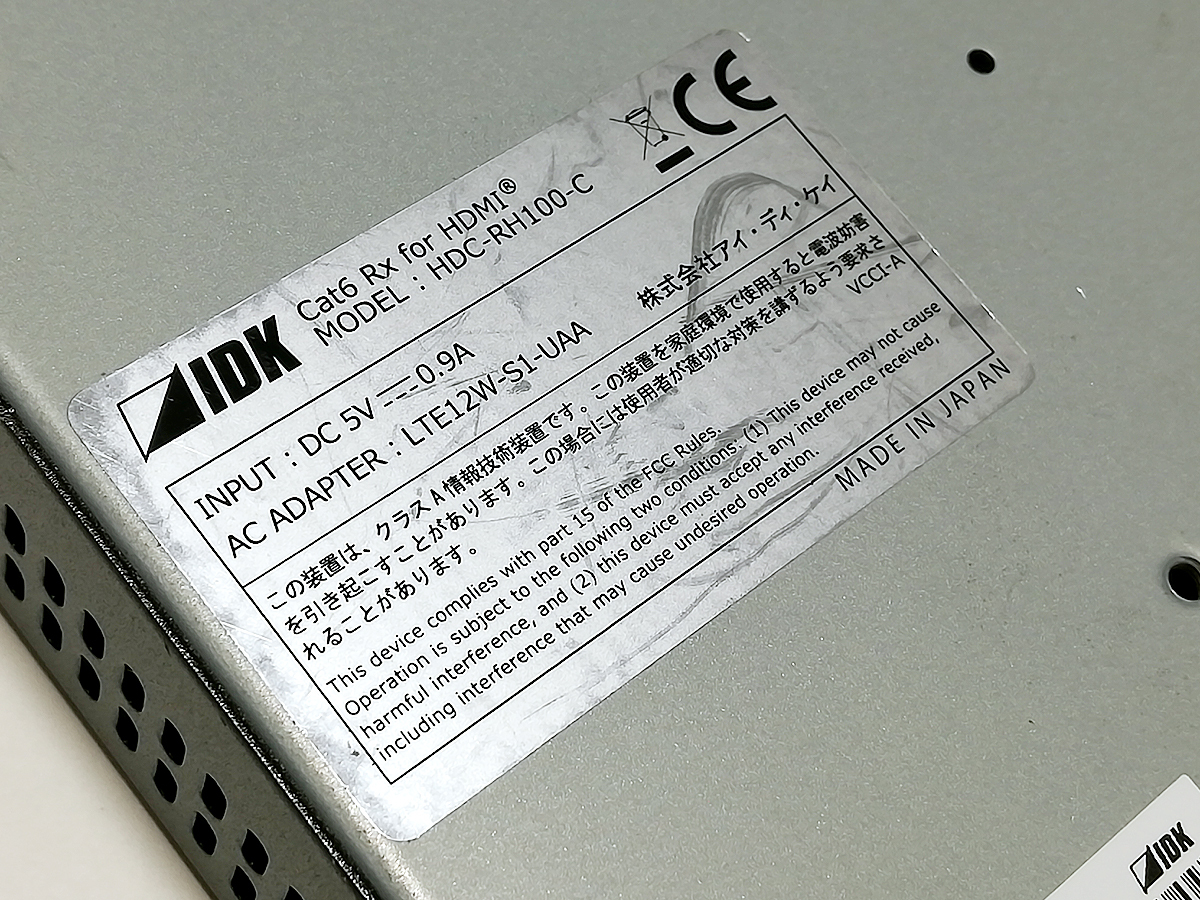 CE
IDK
Cat6 Rx for HDMI®
MODEL : HDC-RH100-C
INPUT : DC 5V ⎓ 0.9A
AC ADAPTER : LTE12W-S1-UAA
株式会社アイ・ディ・ケイ
この装置は、クラスA情報技術装置です。この装置を家庭環境で使用すると電波妨害
を引き起こすことがあります。この場合には使用者が適切な対策を講ずるよう要求さ
れることがあります。
VCCI-A
This device complies with part 15 of the FCC Rules.
Operation is subject to the following two conditions: (1) This device may not cause
harmful interference, and (2) this device must accept any interference received,
including interference that may cause undesired operation.
MADE IN JAPAN
IDK